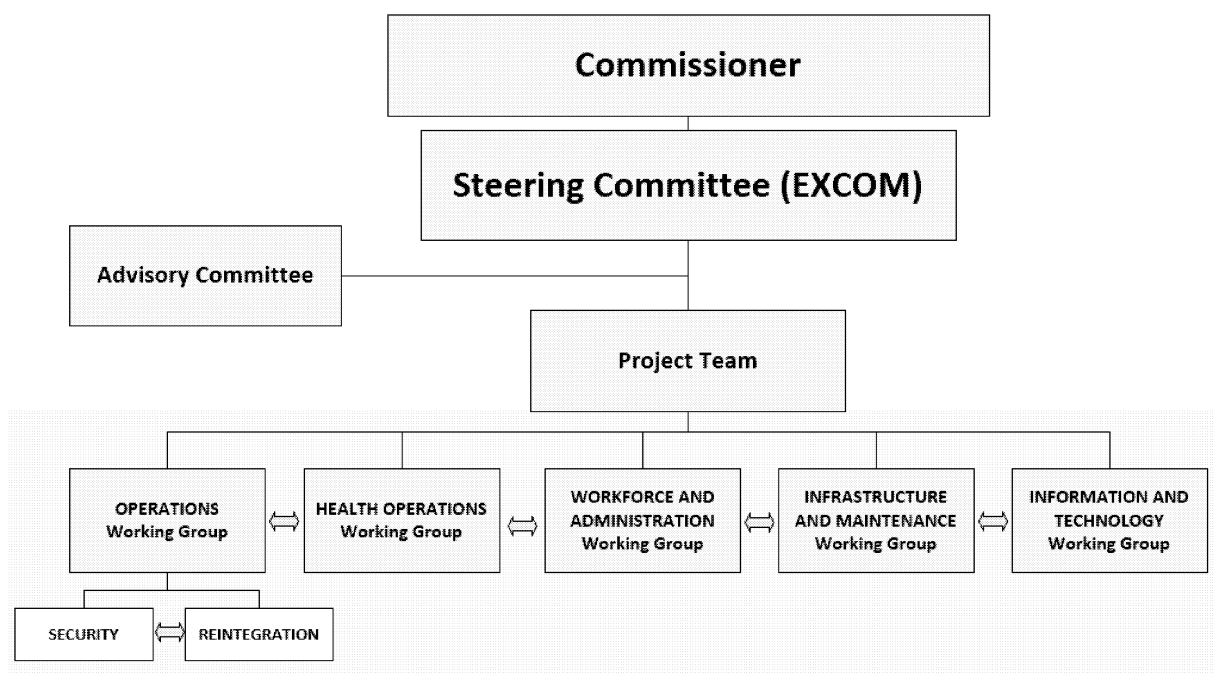 Commissioner
Steering Committee (EXCOM)
Advisory Committee
Project Team
OPERATIONS
Working Group
HEALTH OPERATIONS
Working Group
WORKFORCE AND
ADMINISTRATION
Working Group
INFRASTRUCTURE
AND MAINTENANCE
Working Group
INFORMATION AND
TECHNOLOGY
Working Group
SECURITY
REINTEGRATION